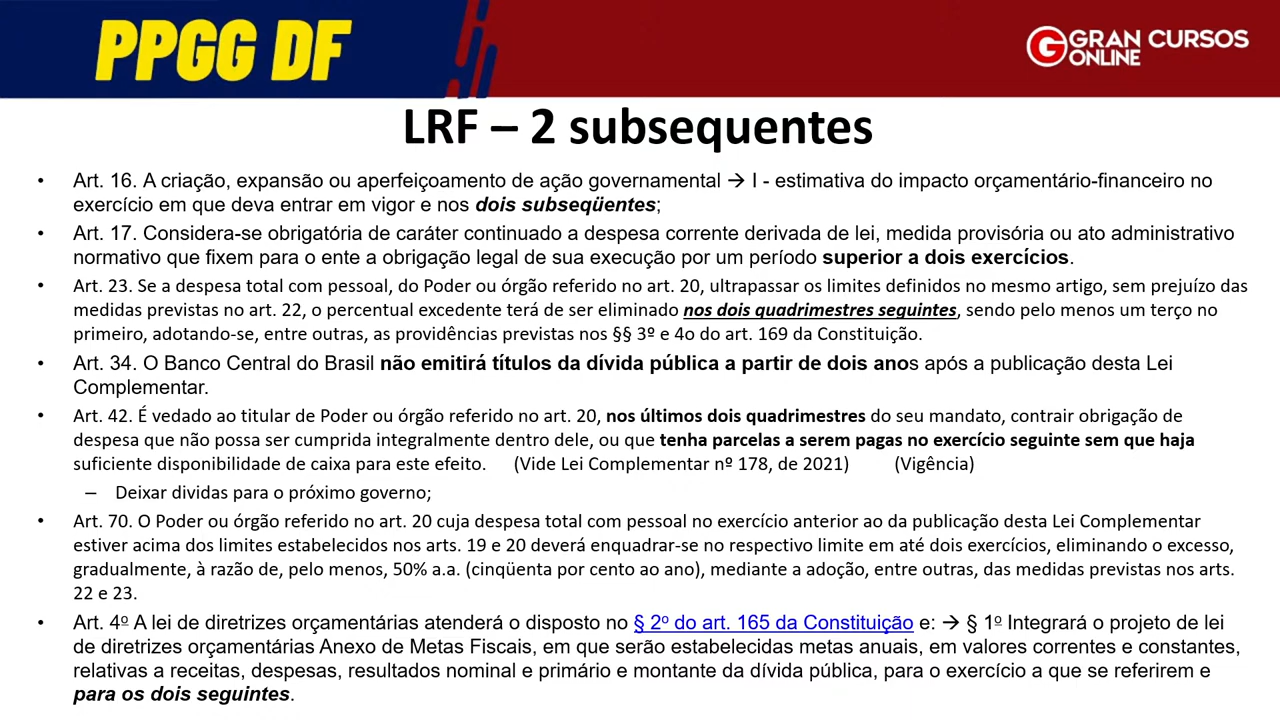 PPGG DF
GRAN CURSOS
ONLINE
LRF – 2 subsequentes
• Art. 16. A criação, expansão ou aperfeiçoamento de ação governamental → I - estimativa do impacto orçamentário-financeiro no
exercício em que deva entrar em vigor e nos dois subseqüentes;
• Art. 17. Considera-se obrigatória de caráter continuado a despesa corrente derivada de lei, medida provisória ou ato administrativo
normativo que fixem para o ente a obrigação legal de sua execução por um período superior a dois exercícios.
• Art. 23. Se a despesa total com pessoal, do Poder ou órgão referido no art. 20, ultrapassar os limites definidos no mesmo artigo, sem prejuízo das
medidas previstas no art. 22, o percentual excedente terá de ser eliminado nos dois quadrimestres seguintes, sendo pelo menos um terço no
primeiro, adotando-se, entre outras, as providências previstas nos §§ 3º e 4o do art. 169 da Constituição.
• Art. 34. O Banco Central do Brasil não emitirá títulos da dívida pública a partir de dois anos após a publicação desta Lei
Complementar.
• Art. 42. É vedado ao titular de Poder ou órgão referido no art. 20, nos últimos dois quadrimestres do seu mandato, contrair obrigação de
despesa que não possa ser cumprida integralmente dentro dele, ou que tenha parcelas a serem pagas no exercício seguinte sem que haja
suficiente disponibilidade de caixa para este efeito. (Vide Lei Complementar nº 178, de 2021) (Vigência)
– Deixar dividas para o próximo governo;
• Art. 70. O Poder ou órgão referido no art. 20 cuja despesa total com pessoal no exercício anterior ao da publicação desta Lei Complementar
estiver acima dos limites estabelecidos nos arts. 19 e 20 deverá enquadrar-se no respectivo limite em até dois exercícios, eliminando o excesso,
gradualmente, à razão de, pelo menos, 50% a.a. (cinqüenta por cento ao ano), mediante a adoção, entre outras, das medidas previstas nos arts.
22 e 23.
• Art. 4º A lei de diretrizes orçamentárias atenderá o disposto no § 2º do art. 165 da Constituição e: → § 1º Integrará o projeto de lei
de diretrizes orçamentárias Anexo de Metas Fiscais, em que serão estabelecidas metas anuais, em valores correntes e constantes,
relativas a receitas, despesas, resultados nominal e primário e montante da dívida pública, para o exercício a que se referirem e
para os dois seguintes.